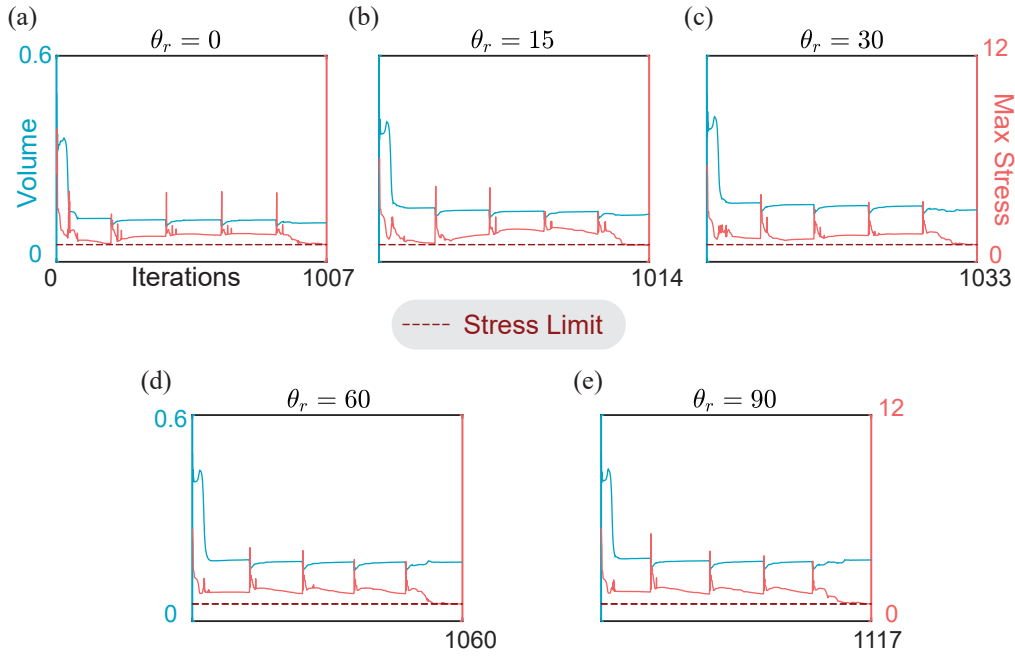 (a)
θr = 0
(b)
θr = 15
(c)
θr = 30
0.6
12
Volume
Max Stress
0
0
0
Iterations
1007
1014
1033
Stress Limit
(d)
θr = 60
(e)
θr = 90
0.6
12
0
0
1060
1117